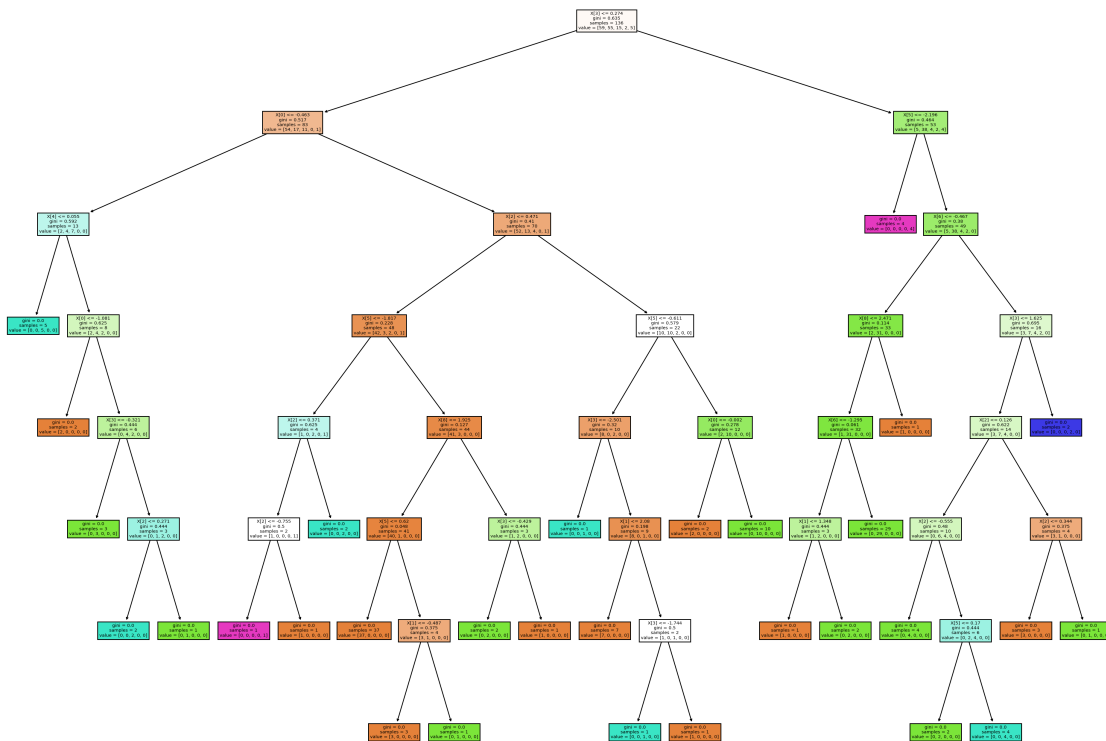 X[3] <= 0.274
gini = 0.635
samples = 136
value = [59, 55, 15, 2, 5]
X[0] <= -0.463
gini = 0.517
samples = 83
value = [54, 17, 11, 0, 1]
X[5] <= -2.196
gini = 0.464
samples = 53
value = [5, 38, 4, 2, 4]
X[4] <= 0.055
gini = 0.592
samples = 13
value = [2, 4, 7, 0, 0]
X[2] <= 0.471
gini = 0.41
samples = 70
value = [52, 13, 4, 0, 1]
gini = 0.0
samples = 4
value = [0, 0, 0, 0, 4]
X[6] <= -0.467
gini = 0.38
samples = 49
value = [5, 38, 4, 2, 0]
gini = 0.0
samples = 5
value = [0, 0, 5, 0, 0]
gini = 0.625
samples = 8
value = [2, 4, 2, 0, 0]
X[5] <= -1.817
gini = 0.228
samples = 48
value = [42, 3, 2, 0, 1]
X[5] <= -0.611
gini = 0.579
samples = 22
value = [10, 10, 2, 0, 0]
gini = 0.114
samples = 33
value = [2, 31, 0, 0, 0]
X[3] <= 1.625
samples = 16
value = [3, 7, 4, 2, 0]
gini = 0.0
samples = 2
value = [2, 0, 0, 0, 0]
X[3] <= -0.321
gini = 0.444
samples = 6
value = [0, 4, 2, 0, 0]
X[2] <= 0.371
gini = 0.625
samples = 4
value = [1, 0, 2, 0, 1]
gini = 0.127
samples = 44
value = [41, 3, 0, 0, 0]
gini = 0.32
samples = 10
value = [8, 0, 2, 0, 0]
gini = 0.278
samples = 12
value = [2, 10, 0, 0, 0]
gini = 0.061
samples = 32
value = [1, 31, 0, 0, 0]
gini = 0.0
samples = 1
value = [1, 0, 0, 0, 0]
X[2] <= 0.126
gini = 0.622
samples = 14
value = [3, 7, 4, 0, 0]
gini = 0.0
samples = 2
value = [0, 0, 0, 2, 0]
gini = 0.0
samples = 3
value = [0, 3, 0, 0, 0]
gini = 0.444
samples = 3
value = [0, 1, 2, 0, 0]
gini = 0.5
samples = 2
value = [1, 0, 0, 0, 1]
gini = 0.0
samples = 2
value = [0, 0, 2, 0, 0]
X[5] <= 0.62
gini = 0.048
samples = 41
value = [40, 1, 0, 0, 0]
X[3] <= -0.429
gini = 0.444
samples = 3
value = [1, 2, 0, 0, 0]
gini = 0.0
samples = 1
value = [0, 0, 1, 0, 0]
X[1] <= 2.08
gini = 0.198
samples = 9
value = [8, 0, 1, 0, 0]
gini = 0.0
samples = 2
value = [2, 0, 0, 0, 0]
gini = 0.0
samples = 10
value = [0, 10, 0, 0, 0]
X[1] <= 1.348
gini = 0.444
samples = 3
value = [1, 2, 0, 0, 0]
gini = 0.0
samples = 29
value = [0, 29, 0, 0, 0]
X[2] <= -0.555
gini = 0.48
samples = 10
value = [0, 6, 4, 0, 0]
X[2] <= 0.344
gini = 0.375
samples = 4
value = [3, 1, 0, 0, 0]
gini = 0.0
samples = 2
value = [0, 0, 2, 0, 0]
gini = 0.0
samples = 1
value = [0, 1, 0, 0, 0]
gini = 0.0
samples = 1
value = [0, 0, 0, 0, 1]
gini = 0.0
samples = 1
value = [1, 0, 0, 0, 0]
gini = 0.0
samples = 37
value = [37, 0, 0, 0, 0]
X[1] <= -0.487
gini = 0.375
samples = 4
value = [3, 1, 0, 0, 0]
gini = 0.0
samples = 2
value = [0, 2, 0, 0, 0]
gini = 0.0
samples = 1
value = [1, 0, 0, 0, 0]
gini = 0.0
samples = 7
value = [7, 0, 0, 0, 0]
X[3] <= -1.744
gini = 0.5
samples = 2
value = [1, 0, 1, 0, 0]
gini = 0.0
samples = 1
value = [1, 0, 0, 0, 0]
gini = 0.0
samples = 2
value = [0, 2, 0, 0, 0]
gini = 0.0
samples = 4
value = [0, 4, 0, 0, 0]
X[5] <= 0.17
gini = 0.444
samples = 6
value = [0, 2, 4, 0, 0]
gini = 0.0
samples = 3
value = [3, 0, 0, 0, 0]
gini = 0.0
samples = 1
value = [0, 1, 0, 0, 0]
gini = 0.0
samples = 3
value = [3, 0, 0, 0, 0]
gini = 0.0
samples = 1
value = [0, 1, 0, 0, 0]
gini = 0.0
samples = 1
value = [0, 0, 1, 0, 0]
gini = 0.0
samples = 1
value = [1, 0, 0, 0, 0]
gini = 0.0
samples = 2
value = [0, 2, 0, 0, 0]
gini = 0.0
samples = 4
value = [0, 0, 4, 0, 0]